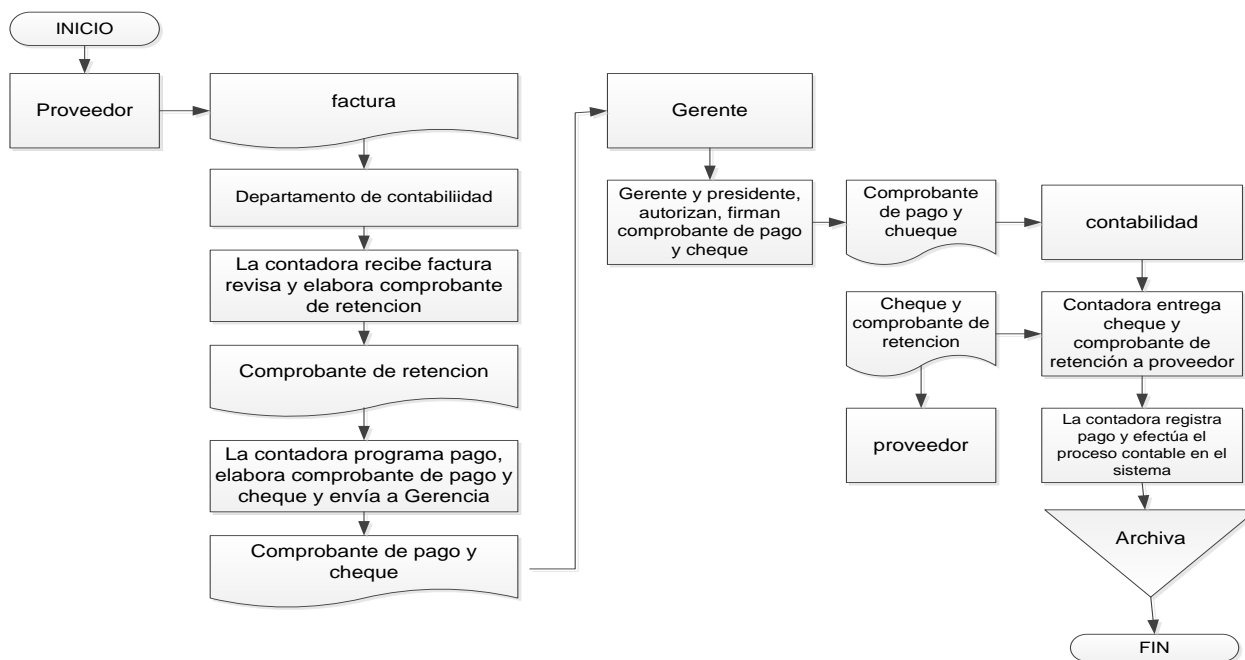 INICIO
Proveedor
factura
Departamento de contabiliidad
La contadora recibe factura
revisa y elabora comprobante
de retencion
Comprobante de retencion
La contadora programa pago,
elabora comprobante de pago y
cheque y envía a Gerencia
Comprobante de pago y
cheque
Gerente
Gerente y presidente,
autorizan, firman
comprobante de pago
y cheque
Comprobante
de pago y
chueque
contabilidad
Cheque y
comprobante de
retencion
proveedor
Contadora entrega
cheque y
comprobante de
retención a proveedor
La contadora registra
pago y efectúa el
proceso contable en el
sistema
Archiva
FIN